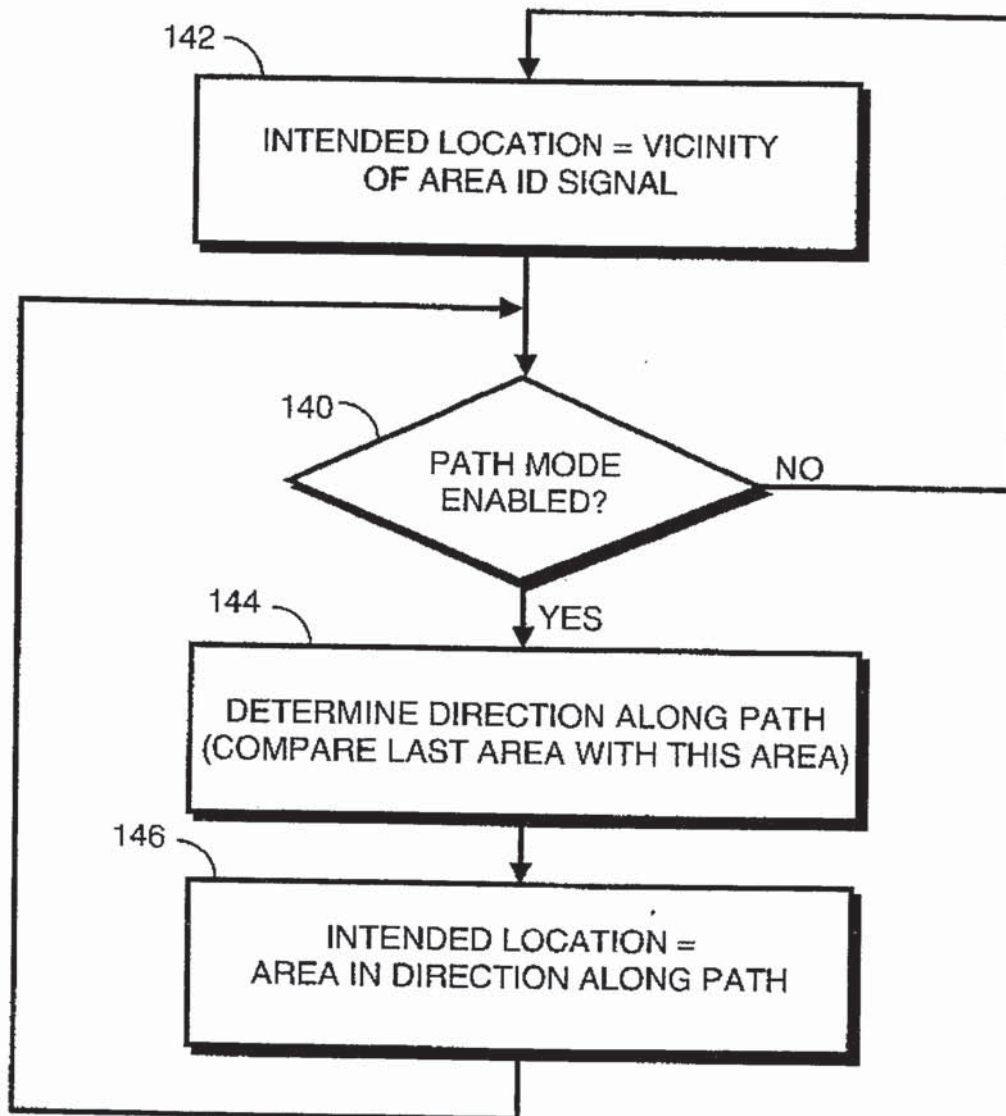 142
INTENDED LOCATION = VICINITY
OF AREA ID SIGNAL
140
PATH MODE
ENABLED?
NO
YES
144
DETERMINE DIRECTION ALONG PATH
(COMPARE LAST AREA WITH THIS AREA)
146
INTENDED LOCATION =
AREA IN DIRECTION ALONG PATH